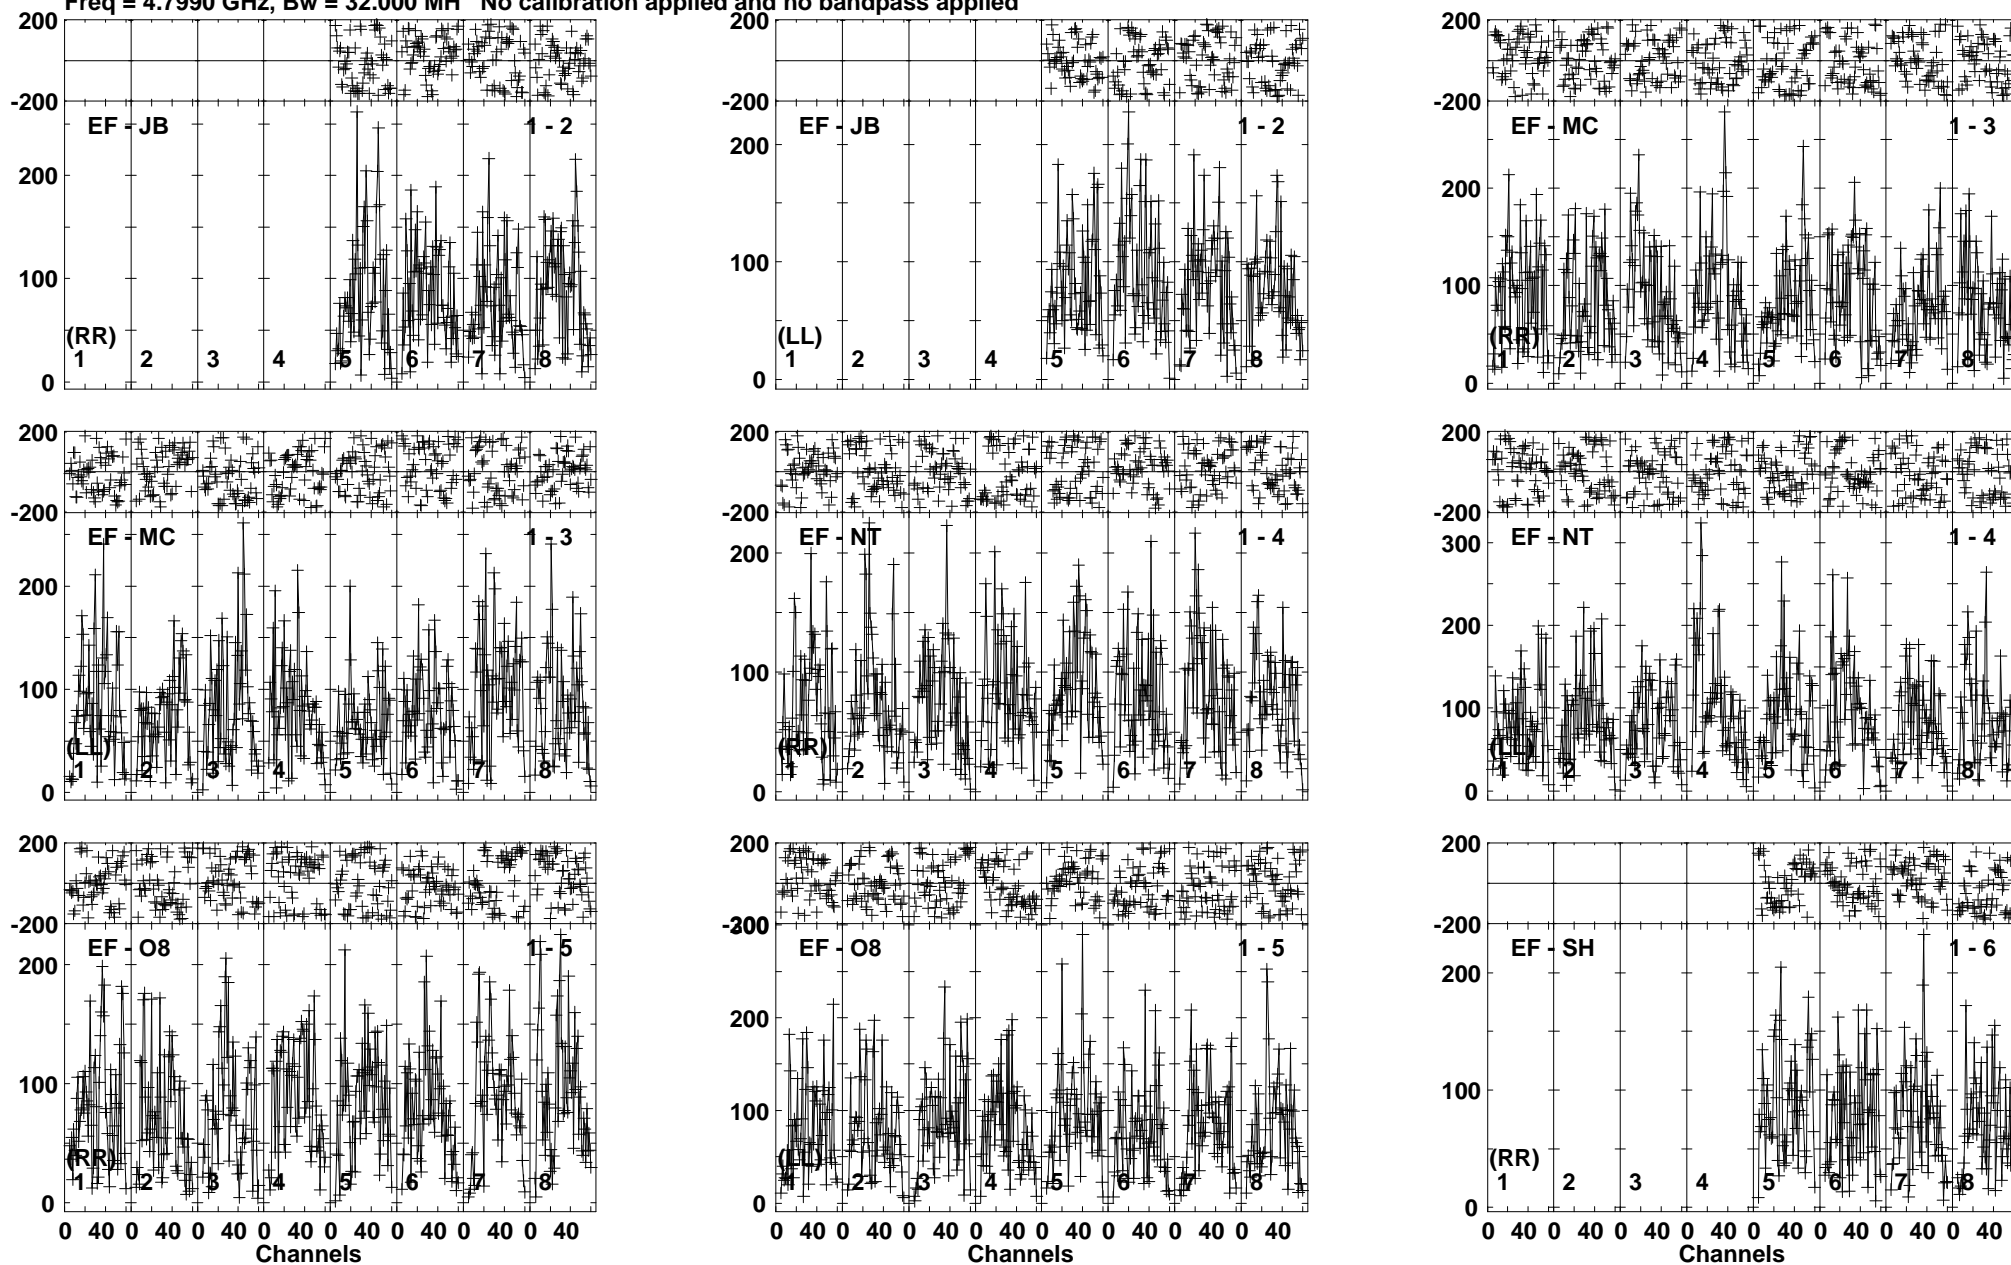 Freq = 4.7990 GHz, Bw = 32.000 MH No calibration applied and no bandpass applied
200 200 200
-200 -200 -200
EF - JB 1 - 2 EF - JB 1 - 2 EF - MC 1 - 3
200 200 200
100 100 100
(RR) (LL) (RR)
1 2 3 4 5 6 7 8 1 2 3 4 5 6 7 8 1 2 3 4 5 6 7 8
0 0 0
200 200 200
-200 -200 -200
EF - MC 1 - 3 EF - NT 1 - 4 EF - NT 1 - 4
300
200 200 200
100 100 100
(LL) (RR) (LL)
1 2 3 4 5 6 7 8 1 2 3 4 5 6 7 8 1 2 3 4 5 6 7 8
0 0 0
200 200 200
-200 -200 -200
300
EF - O8 1 - 5 EF - O8 1 - 5 EF - SH 1 - 6
200 200 200
100 100 100
(RR) (LL) (RR)
1 2 3 4 5 6 7 8 1 2 3 4 5 6 7 8 1 2 3 4 5 6 7 8
0 0 0
0 40 0 40 0 40 0 40 0 40 0 40 0 40 0 40 0 40 0 40 0 40 0 40 0 40 0 40 0 40 0 40 0 40 0 40 0 40 0 40 0 40 0 40 0 40 0 40
Channels Channels Channels